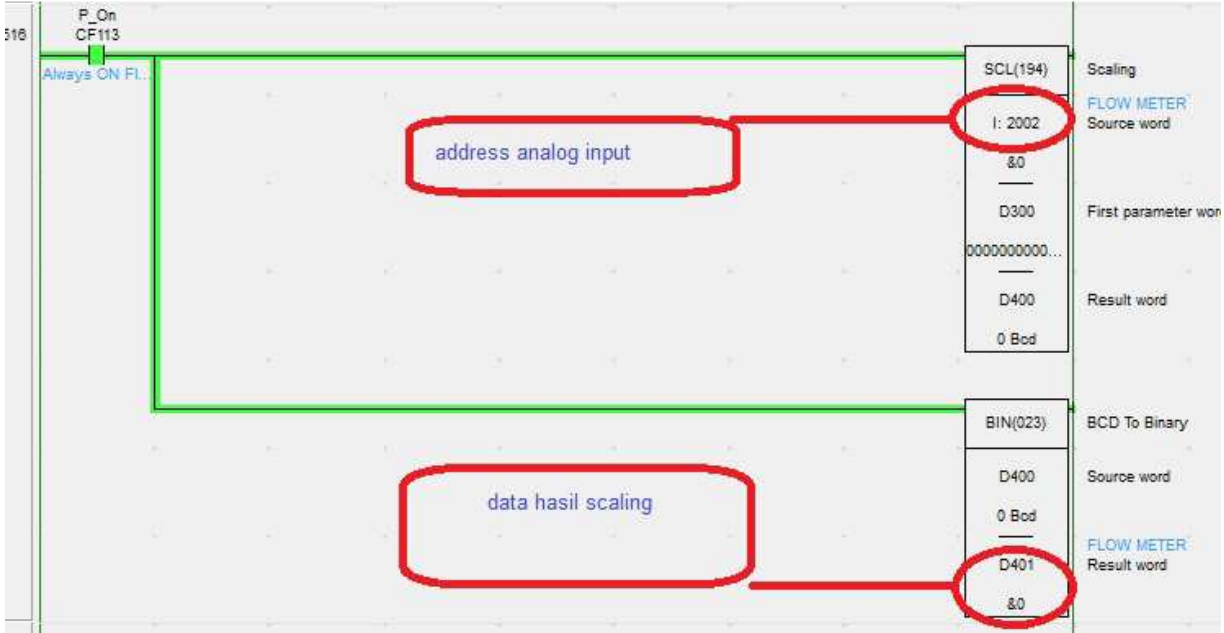 P_On
516
CF113
Always ON Fl...
SCL(194)
Scaling
FLOW METER
I: 2002
Source word
address analog input
&0
D300
First parameter wor
0000000000...
D400
Result word
0 Bcd
BIN(023)
BCD To Binary
D400
Source word
data hasil scaling
0 Bcd
FLOW METER
D401
Result word
&0